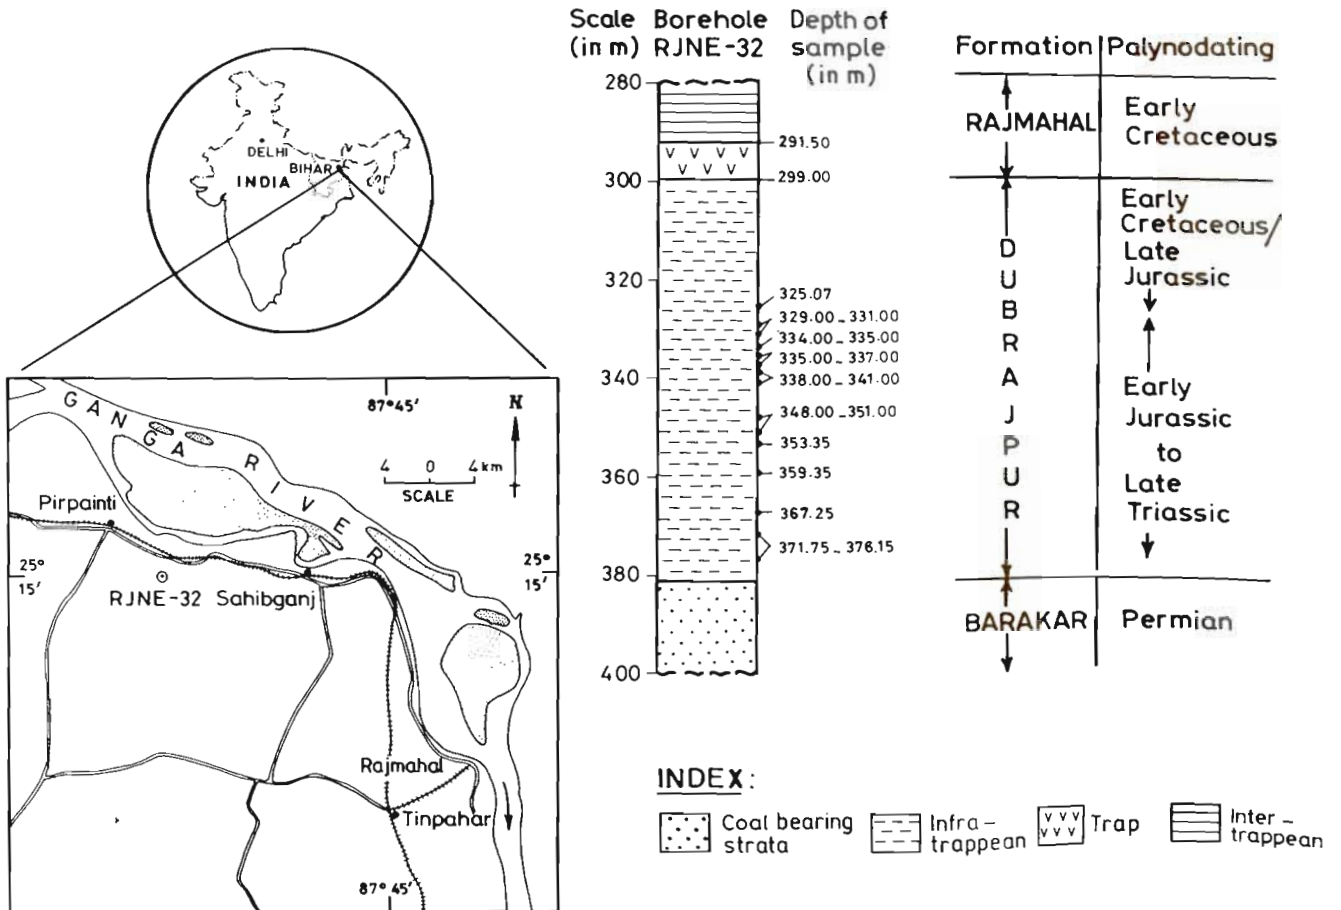 DELHI
BIHAR
INDIA
GANGA RIVER
87°45'
N
4 0 4 km
SCALE
Pirpainti
25°
15'
25°
15'
RJNE-32
Sahibganj
Rajmahal
Tinpahar
87° 45'
Scale
(in m)
Borehole
RJNE-32
Depth of
sample
(in m)
280
300
320
340
360
380
400
291.50
299.00
325.07
329.00-331.00
334.00-335.00
335.00-337.00
338.00-341.00
348.00-351.00
353.35
359.35
367.25
371.75-376.15
Formation
Palynodating
RAJMAHAL
Early
Cretaceous
DUBRAJPUR
Early
Cretaceous/
Late
Jurassic
Early
Jurassic
to
Late
Triassic
BARAKAR
Permian
INDEX:
Coal bearing
strata
Infra-
trappean
Trap
Inter-
trappean